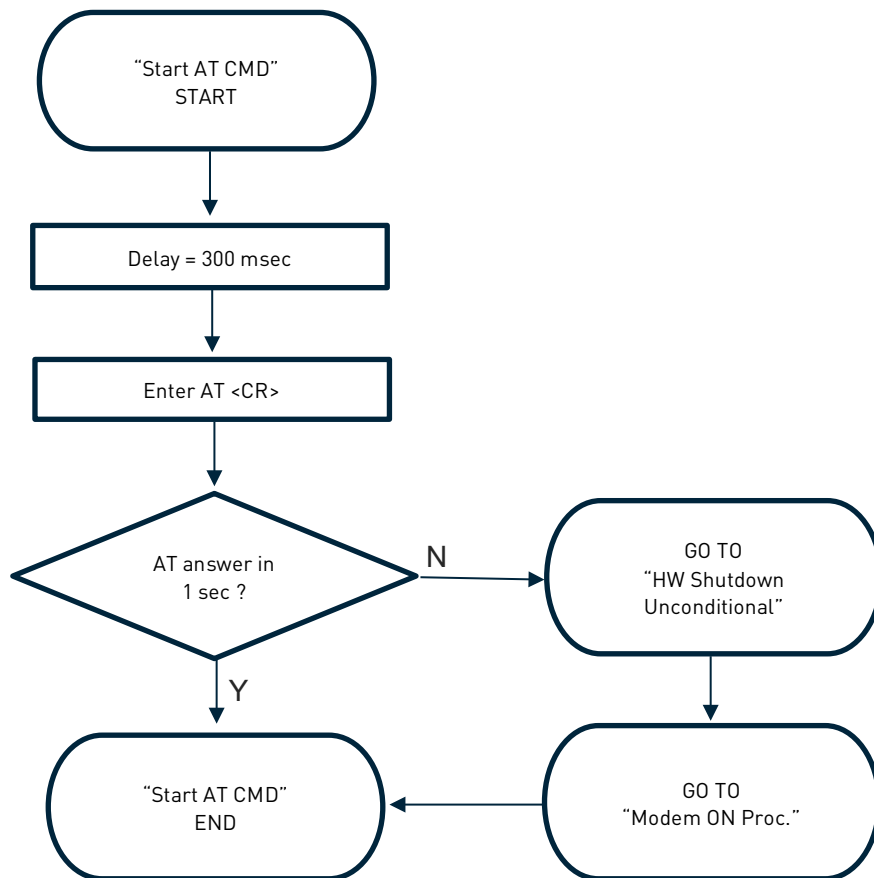 “Start AT CMD”
START
Delay = 300 msec
Enter AT <CR>
AT answer in
1 sec ?
N
GO TO
“HW Shutdown
Unconditional”
Y
“Start AT CMD”
END
GO TO
“Modem ON Proc.”